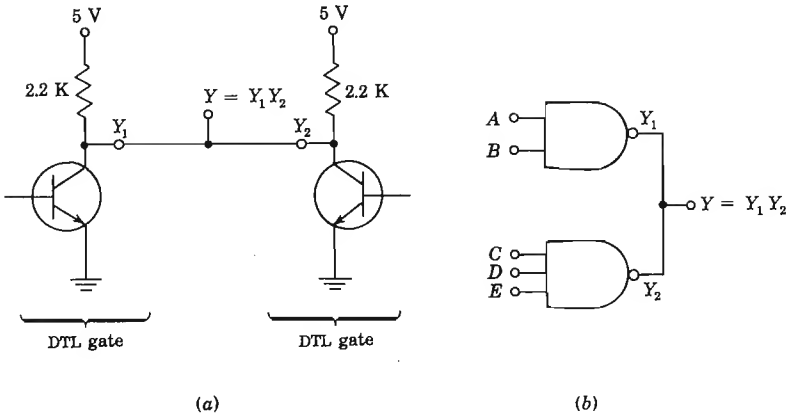 5 V
5 V
2.2 K
Y = Y₁Y₂
2.2 K
Y₁
Y₂
DTL gate
DTL gate
(a)
A
B
Y₁
Y = Y₁ Y₂
C
D
E
Y₂
(b)